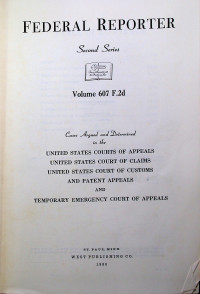 FEDERAL REPORTER
Second Series
Volume 607 F.2d
Cases Argued and Determined
in the
UNITED STATES COURTS OF APPEALS
UNITED STATES COURT OF CLAIMS
UNITED STATES COURT OF CUSTOMS
AND PATENT APPEALS
AND
TEMPORARY EMERGENCY COURT OF APPEALS
ST. PAUL, MINN.
WEST PUBLISHING CO.
1980